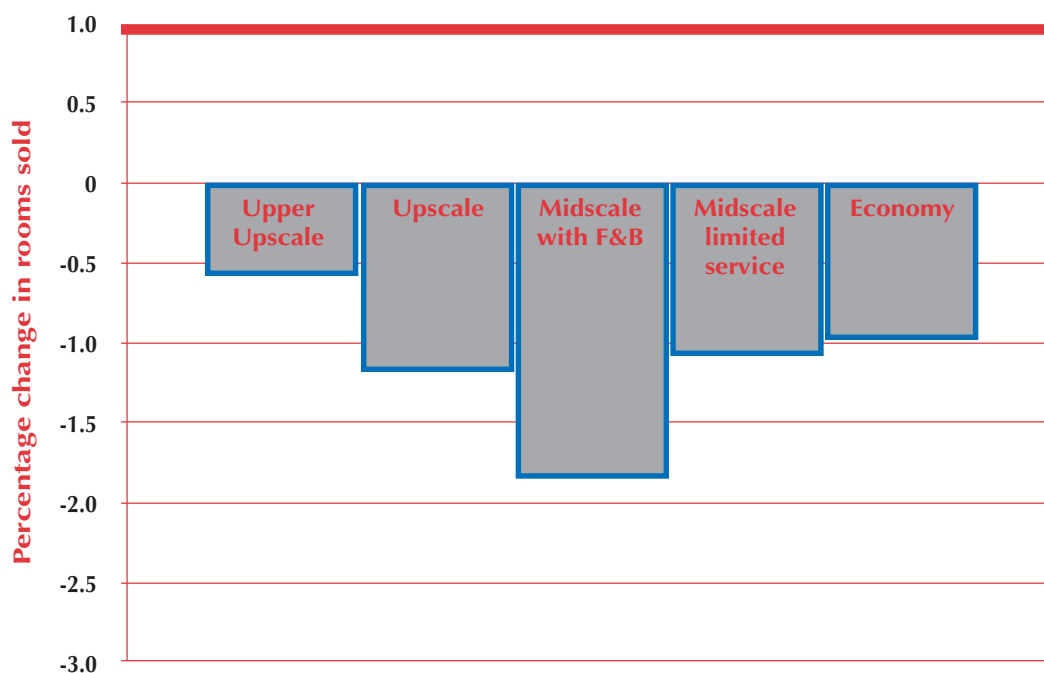 Percentage change in rooms sold
1.0
0.5
0
-0.5
-1.0
-1.5
-2.0
-2.5
-3.0
Upper
Upscale
Upscale
Midscale
with F&B
Midscale
limited
service
Economy